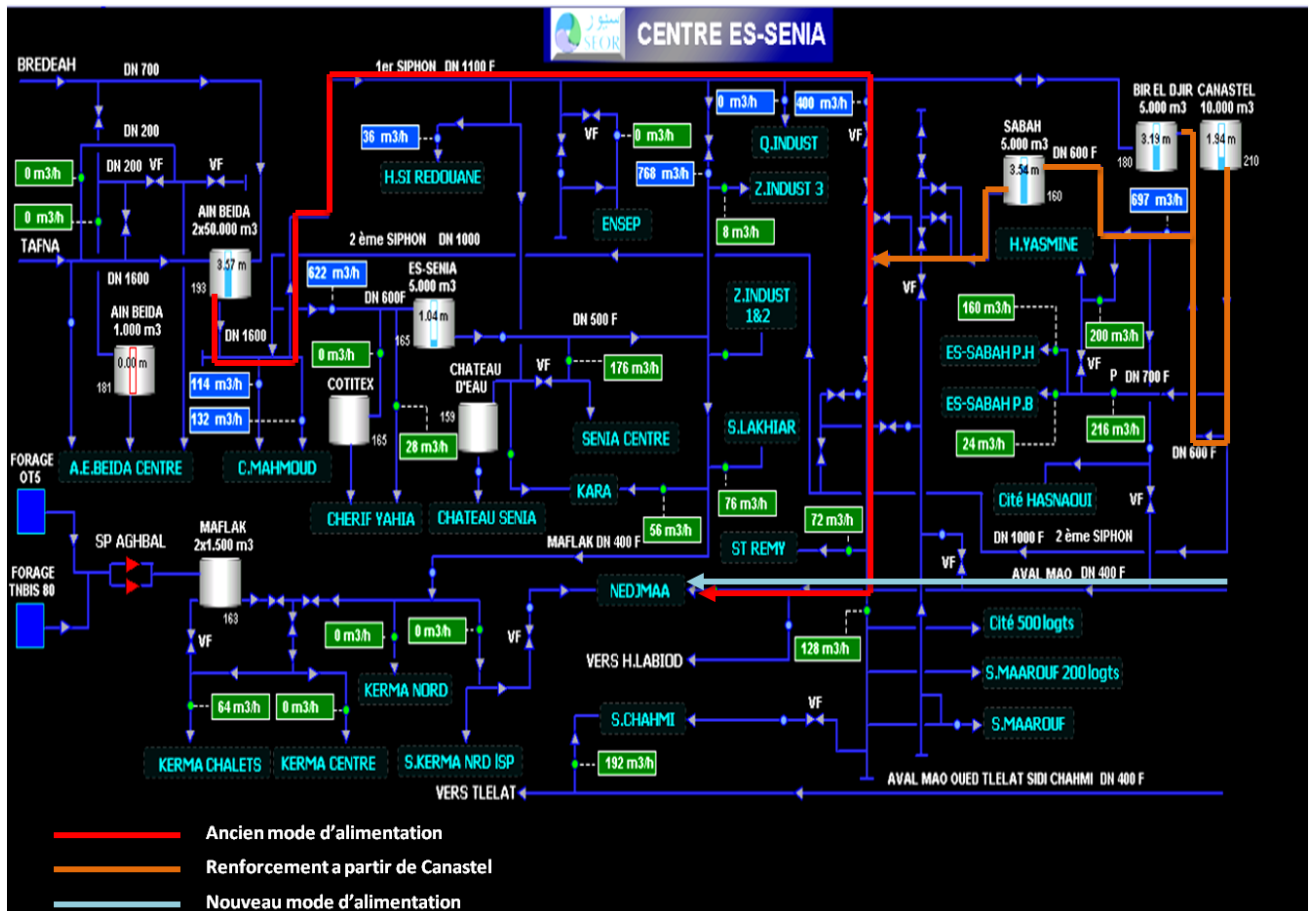 سيور
SEOR
CENTRE ES-SENIA
BREDEAH
DN 700
1er SIPHON DN 1100 F
BIR EL DJIR
5.000 m3
CANASTEL
10.000 m3
0 m3/h
400 m3/h
DN 200
36 m3/h
VF
0 m3/h
VF
SABAH
5.000 m3
DN 600 F
3.19 m
1.94 m
180
210
DN 200
VF
VF
Q.INDUST
3.54 m
0 m3/h
H.SI REDOUANE
768 m3/h
Z.INDUST 3
160
697 m3/h
0 m3/h
AIN BEIDA
2x50.000 m3
ENSEP
8 m3/h
TAFNA
2 ème SIPHON DN 1000
H.YASMINE
3.57 m
193
DN 1600
622 m3/h
ES-SENIA
5.000 m3
DN 600F
VF
Z.INDUST
1&2
AIN BEIDA
1.000 m3
1.04 m
160 m3/h
DN 1600
165
DN 500 F
200 m3/h
0.00 m
0 m3/h
ES-SABAH P.H
181
114 m3/h
COTITEX
CHATEAU
D'EAU
VF
176 m3/h
VF
P
DN 700 F
132 m3/h
159
ES-SABAH P.B
165
28 m3/h
SENIA CENTRE
S.LAKHIAR
24 m3/h
216 m3/h
DN 600 F
FORAGE
OT5
A.E.BEIDA CENTRE
C.MAHMOUD
KARA
76 m3/h
Cité HASNAOUI
VF
CHERIF YAHIA
CHATEAU SENIA
56 m3/h
72 m3/h
SP AGHBAL
MAFLAK
2x1.500 m3
MAFLAK DN 400 F
ST REMY
DN 1000 F 2 ème SIPHON
VF
FORAGE
TNBIS 80
AVAL MAO DN 400 F
NEDJMAA
163
Cité 500 logts
VF
0 m3/h
0 m3/h
VF
128 m3/h
VERS H.LABIOD
S.MAAROUF 200 logts
KERMA NORD
64 m3/h
0 m3/h
S.CHAHMI
VF
S.MAAROUF
KERMA CHALETS
KERMA CENTRE
S.KERMA NRD ISP
192 m3/h
VERS TLELAT
AVAL MAO OUED TLELAT SIDI CHAHMI DN 400 F
Ancien mode d'alimentation
Renforcement a partir de Canastel
Nouveau mode d'alimentation